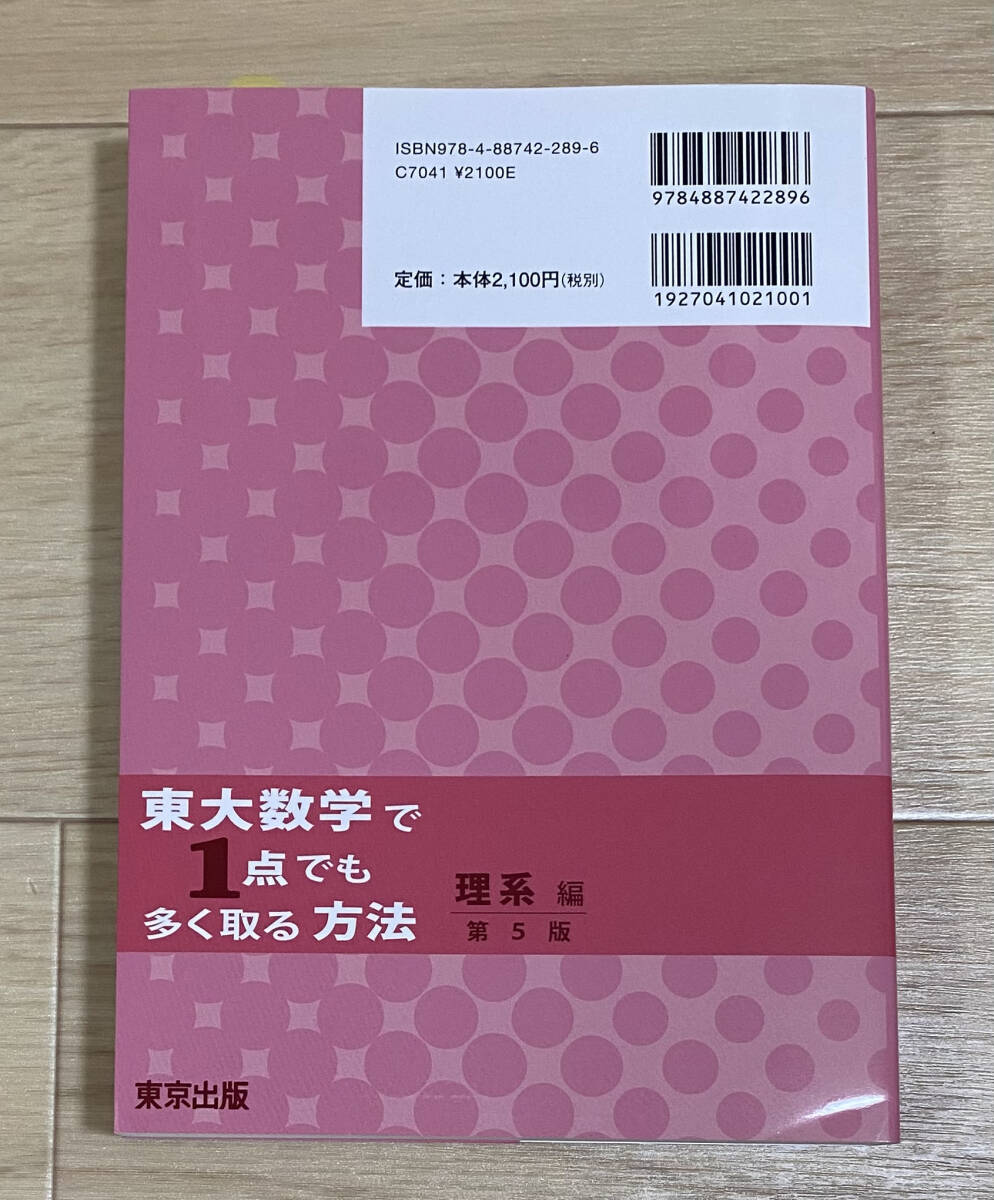 ISBN978-4-88742-289-6
C7041 ¥2100E
9784887422896
定価：本体2,100円（税別）
1927041021001
東大数学で
1点でも
多く取る方法
理系編
第5版
東京出版